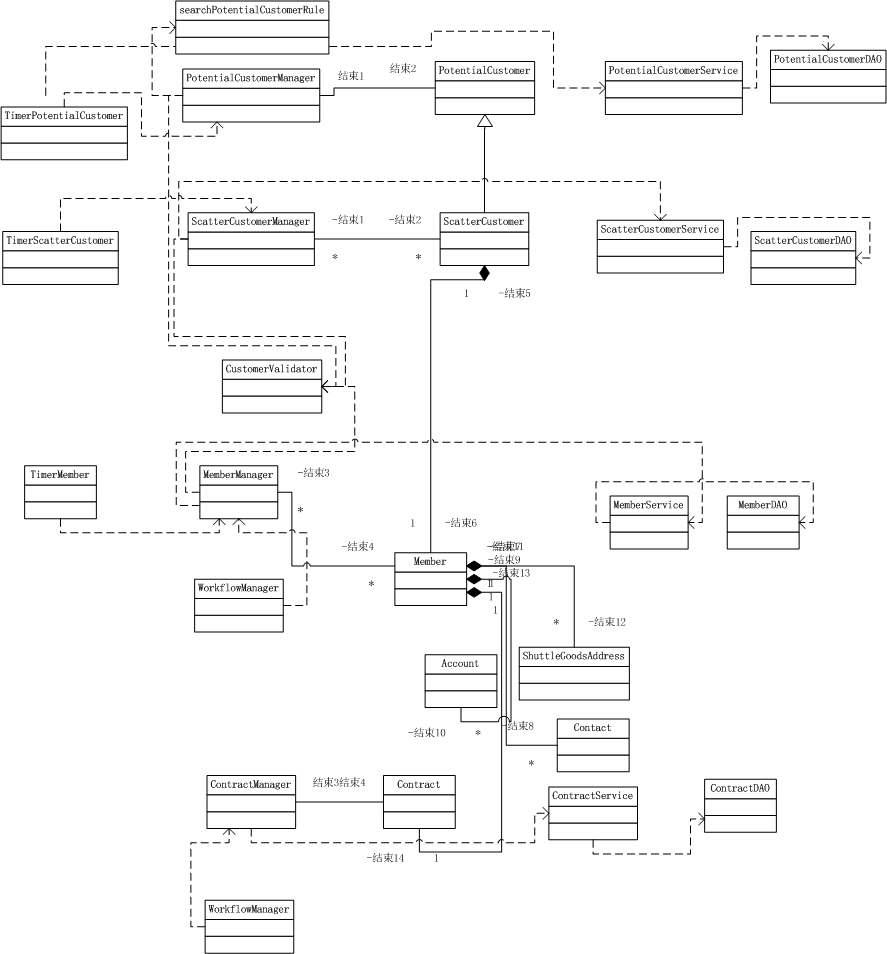 searchPotentialCustomerRule
PotentialCustomerManager
结束1
结束2
PotentialCustomer
PotentialCustomerService
PotentialCustomerDAO
TimerPotentialCustomer
ScatterCustomerManager
-结束1
-结束2
*
*
ScatterCustomer
ScatterCustomerService
ScatterCustomerDAO
TimerScatterCustomer
1
-结束5
CustomerValidator
TimerMember
MemberManager
-结束3
*
MemberService
MemberDAO
1
-结束6
-结束4
*
Member
-结束9
-结束13
1
1
WorkflowManager
*
-结束12
Account
ShuttleGoodsAddress
-结束8
-结束10
*
Contact
*
ContractManager
结束3结束4
Contract
ContractService
ContractDAO
-结束14
1
WorkflowManager